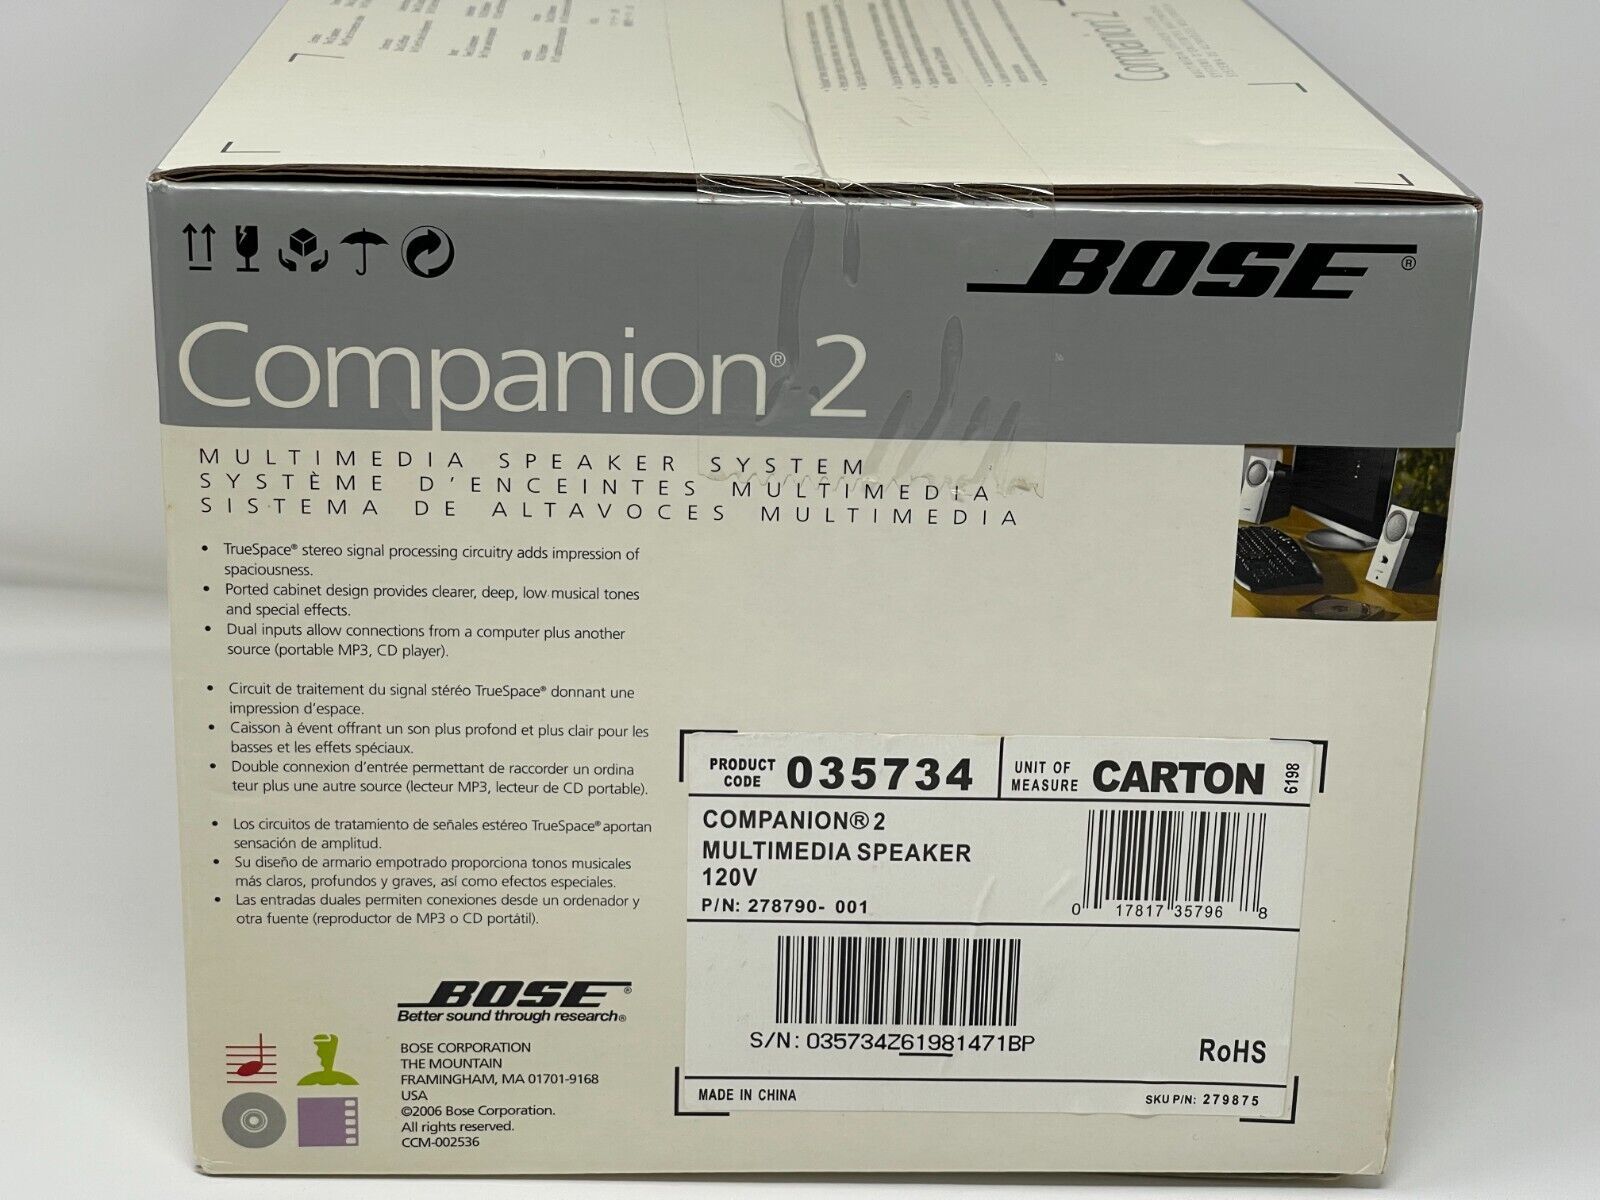 Companion 2
BOSE®
Companion® 2
MULTIMEDIA SPEAKER SYSTEM
SYSTÈME D'ENCEINTES MULTIMEDIA
SISTEMA DE ALTAVOCES MULTIMEDIA
• TrueSpace® stereo signal processing circuitry adds impression of
spaciousness.
• Ported cabinet design provides clearer, deep, low musical tones
and special effects.
• Dual inputs allow connections from a computer plus another
source (portable MP3, CD player).
• Circuit de traitement du signal stéréo TrueSpace® donnant une
impression d'espace.
• Caisson à évent offrant un son plus profond et plus clair pour les
basses et les effets spéciaux.
• Double connexion d'entrée permettant de raccorder un ordina
teur plus une autre source (lecteur MP3, lecteur de CD portable).
• Los circuitos de tratamiento de señales estéreo TrueSpace® aportan
sensación de amplitud.
• Su diseño de armario empotrado proporciona tonos musicales
más claros, profundos y graves, así como efectos especiales.
• Las entradas duales permiten conexiones desde un ordenador y
otra fuente (reproductor de MP3 o CD portátil).
BOSE®
Better sound through research®
BOSE CORPORATION
THE MOUNTAIN
FRAMINGHAM, MA 01701-9168
USA
©2006 Bose Corporation.
All rights reserved.
CCM-002536
PRODUCT CODE 035734
UNIT OF MEASURE CARTON
6198
COMPANION® 2
MULTIMEDIA SPEAKER
120V
P/N: 278790- 001
0 17817 35796 8
S/N: 035734Z61981471BP
RoHS
MADE IN CHINA
SKU P/N: 279875